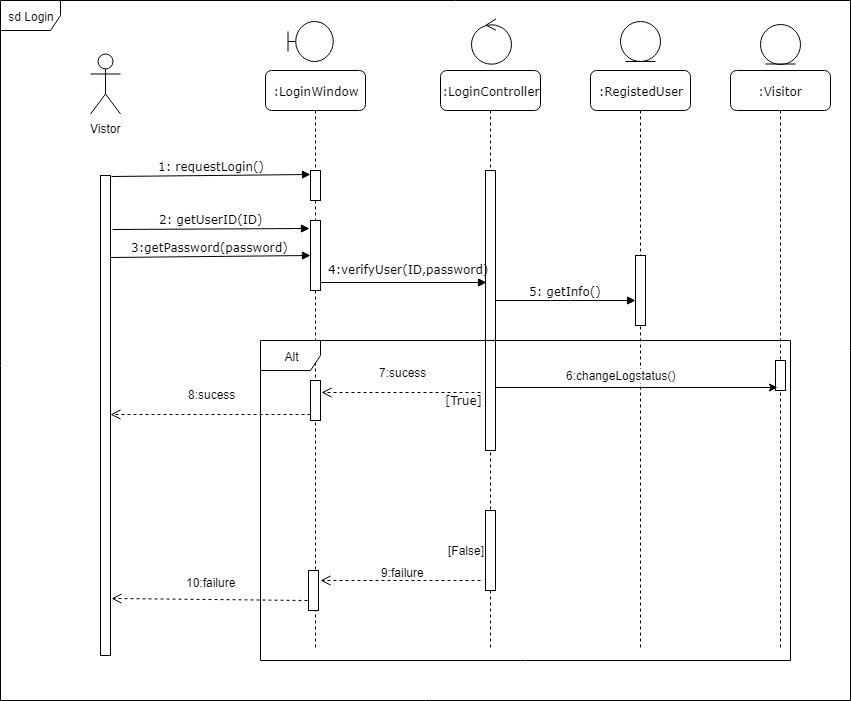 sd Login
:LoginWindow
:LoginController
:RegistedUser
:Visitor
Vistor
1: requestLogin()
2: getUserID(ID)
3:getPassword(password)
4:verifyUser(ID,password)
5: getInfo()
Alt
7:sucess
6:changeLogstatus()
8:sucess
[True]
[False]
9:failure
10:failure